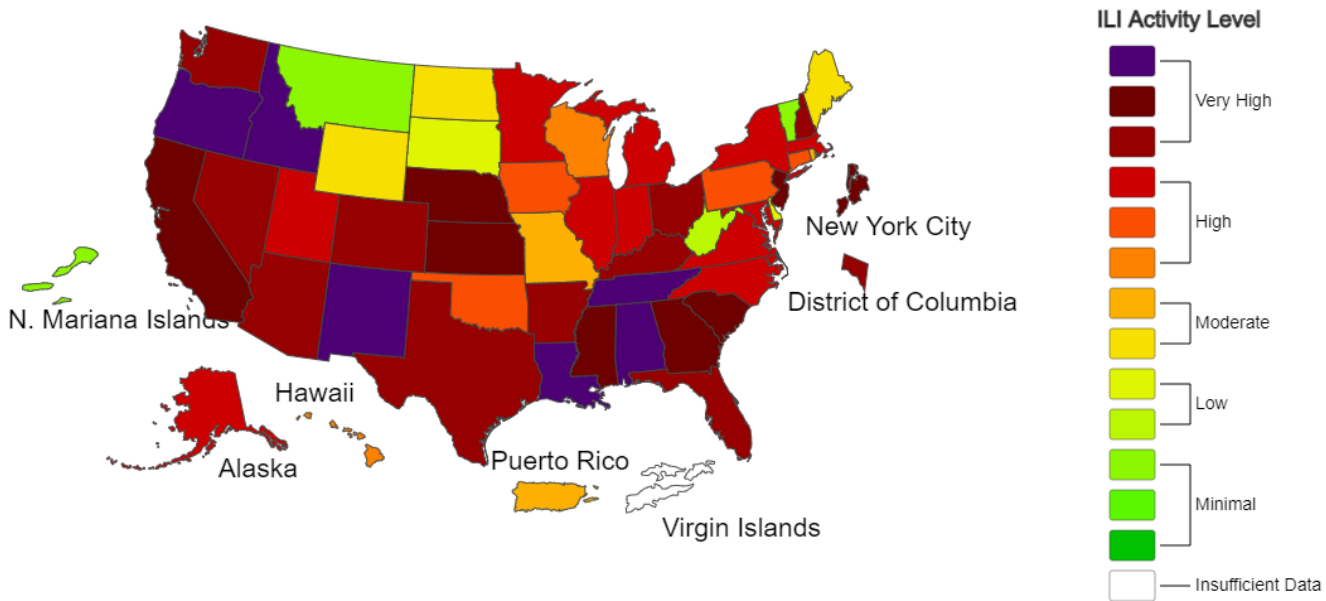 ILI Activity Level
Very High
High
New York City
District of Columbia
N. Mariana Islands
Moderate
Hawaii
Low
Alaska
Puerto Rico
Virgin Islands
Minimal
Insufficient Data